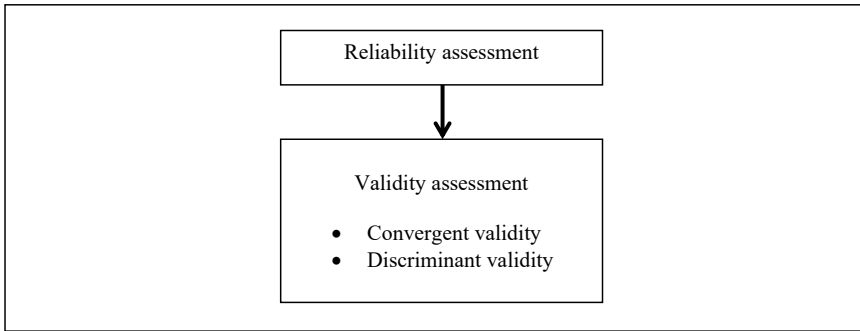 Reliability assessment
Validity assessment
• Convergent validity
• Discriminant validity